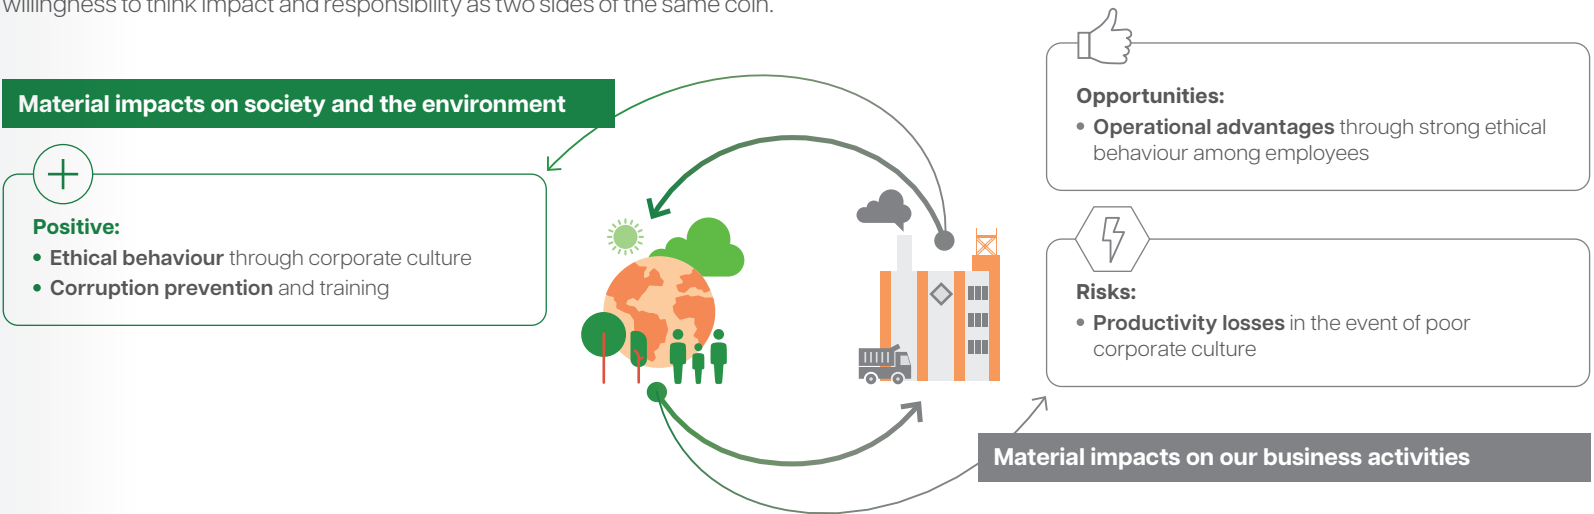 willingness to think impact and responsibility as two sides of the same coin.
Material impacts on society and the environment
Positive:
• Ethical behaviour through corporate culture
• Corruption prevention and training
Opportunities:
• Operational advantages through strong ethical
behaviour among employees
Risks:
• Productivity losses in the event of poor
corporate culture
Material impacts on our business activities